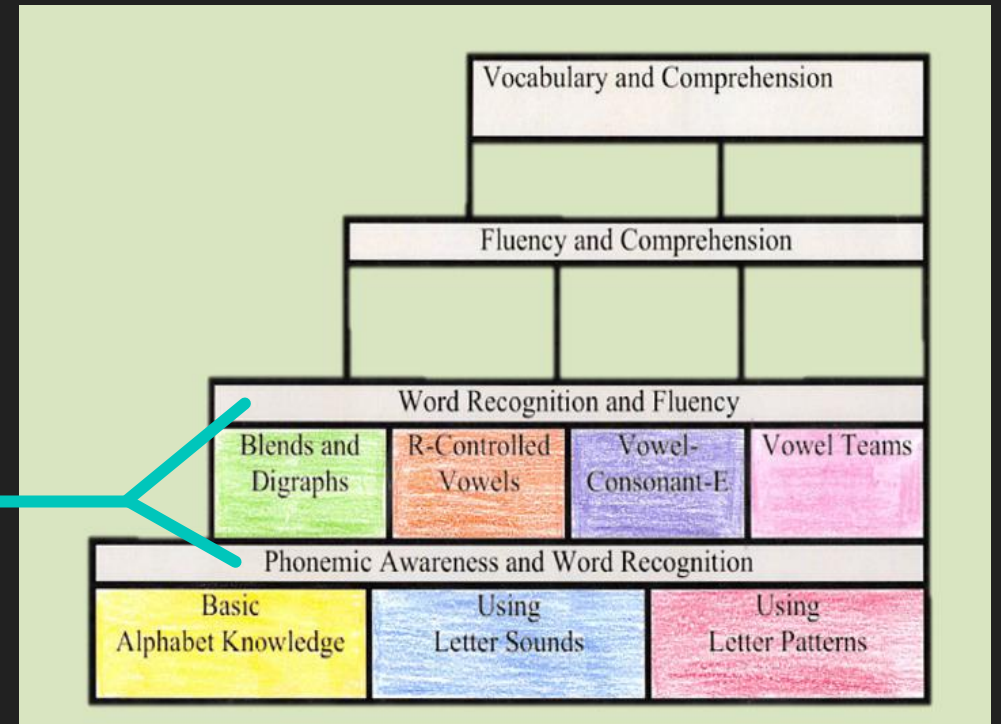 Vocabulary and Comprehension
Fluency and Comprehension
Word Recognition and Fluency
Blends and
Digraphs
R-Controlled
Vowels
Vowel-
Consonant-E
Vowel Teams
Phonemic Awareness and Word Recognition
Basic
Alphabet Knowledge
Using
Letter Sounds
Using
Letter Patterns